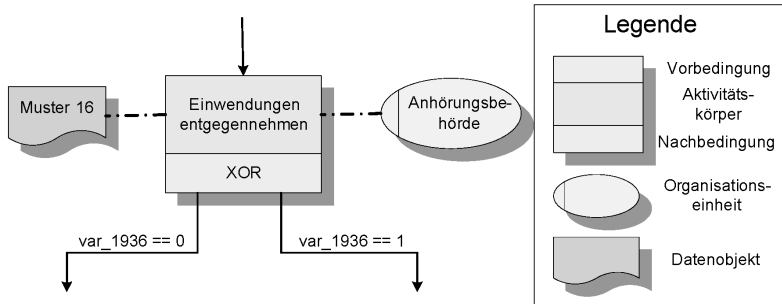 Muster 16
Einwendungen
entgegennehmen
XOR
Anhörungsbe-
hörde
var_1936 == 0
var_1936 == 1
Legende
Vorbedingung
Aktivitäts-
körper
Nachbedingung
Organisations-
einheit
Datenobjekt